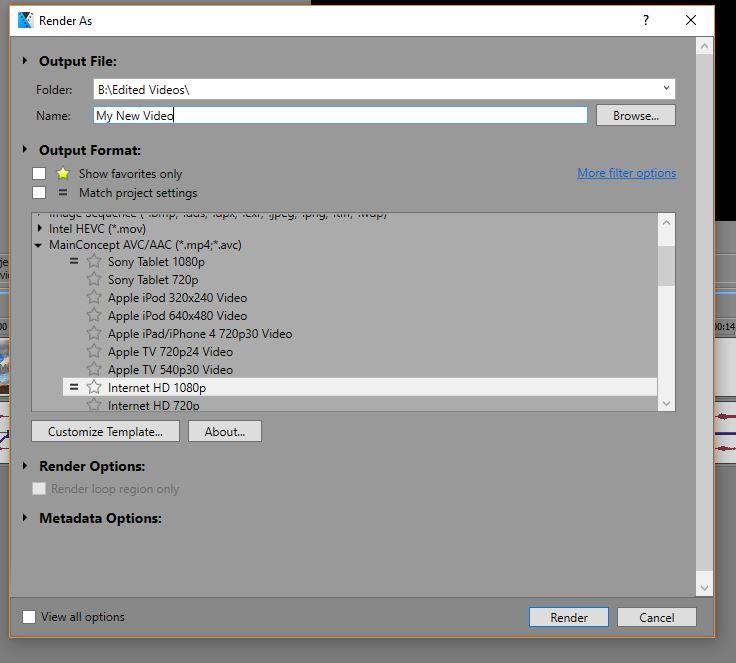 Render As
?
Output File:
Folder: B:\Edited Videos\
Name: My New Video Browse...
Output Format:
Show favorites only More filter options
= Match project settings
Intel HEVC (*.mov)
MainConcept AVC/AAC (*.mp4;*.avc)
= Sony Tablet 1080p
Sony Tablet 720p
Apple iPod 320x240 Video
Apple iPod 640x480 Video
Apple iPad/iPhone 4 720p30 Video
Apple TV 720p24 Video
Apple TV 540p30 Video
= Internet HD 1080p
Internet HD 720p
Customize Template... About...
Render Options:
Render loop region only
Metadata Options:
View all options Render Cancel